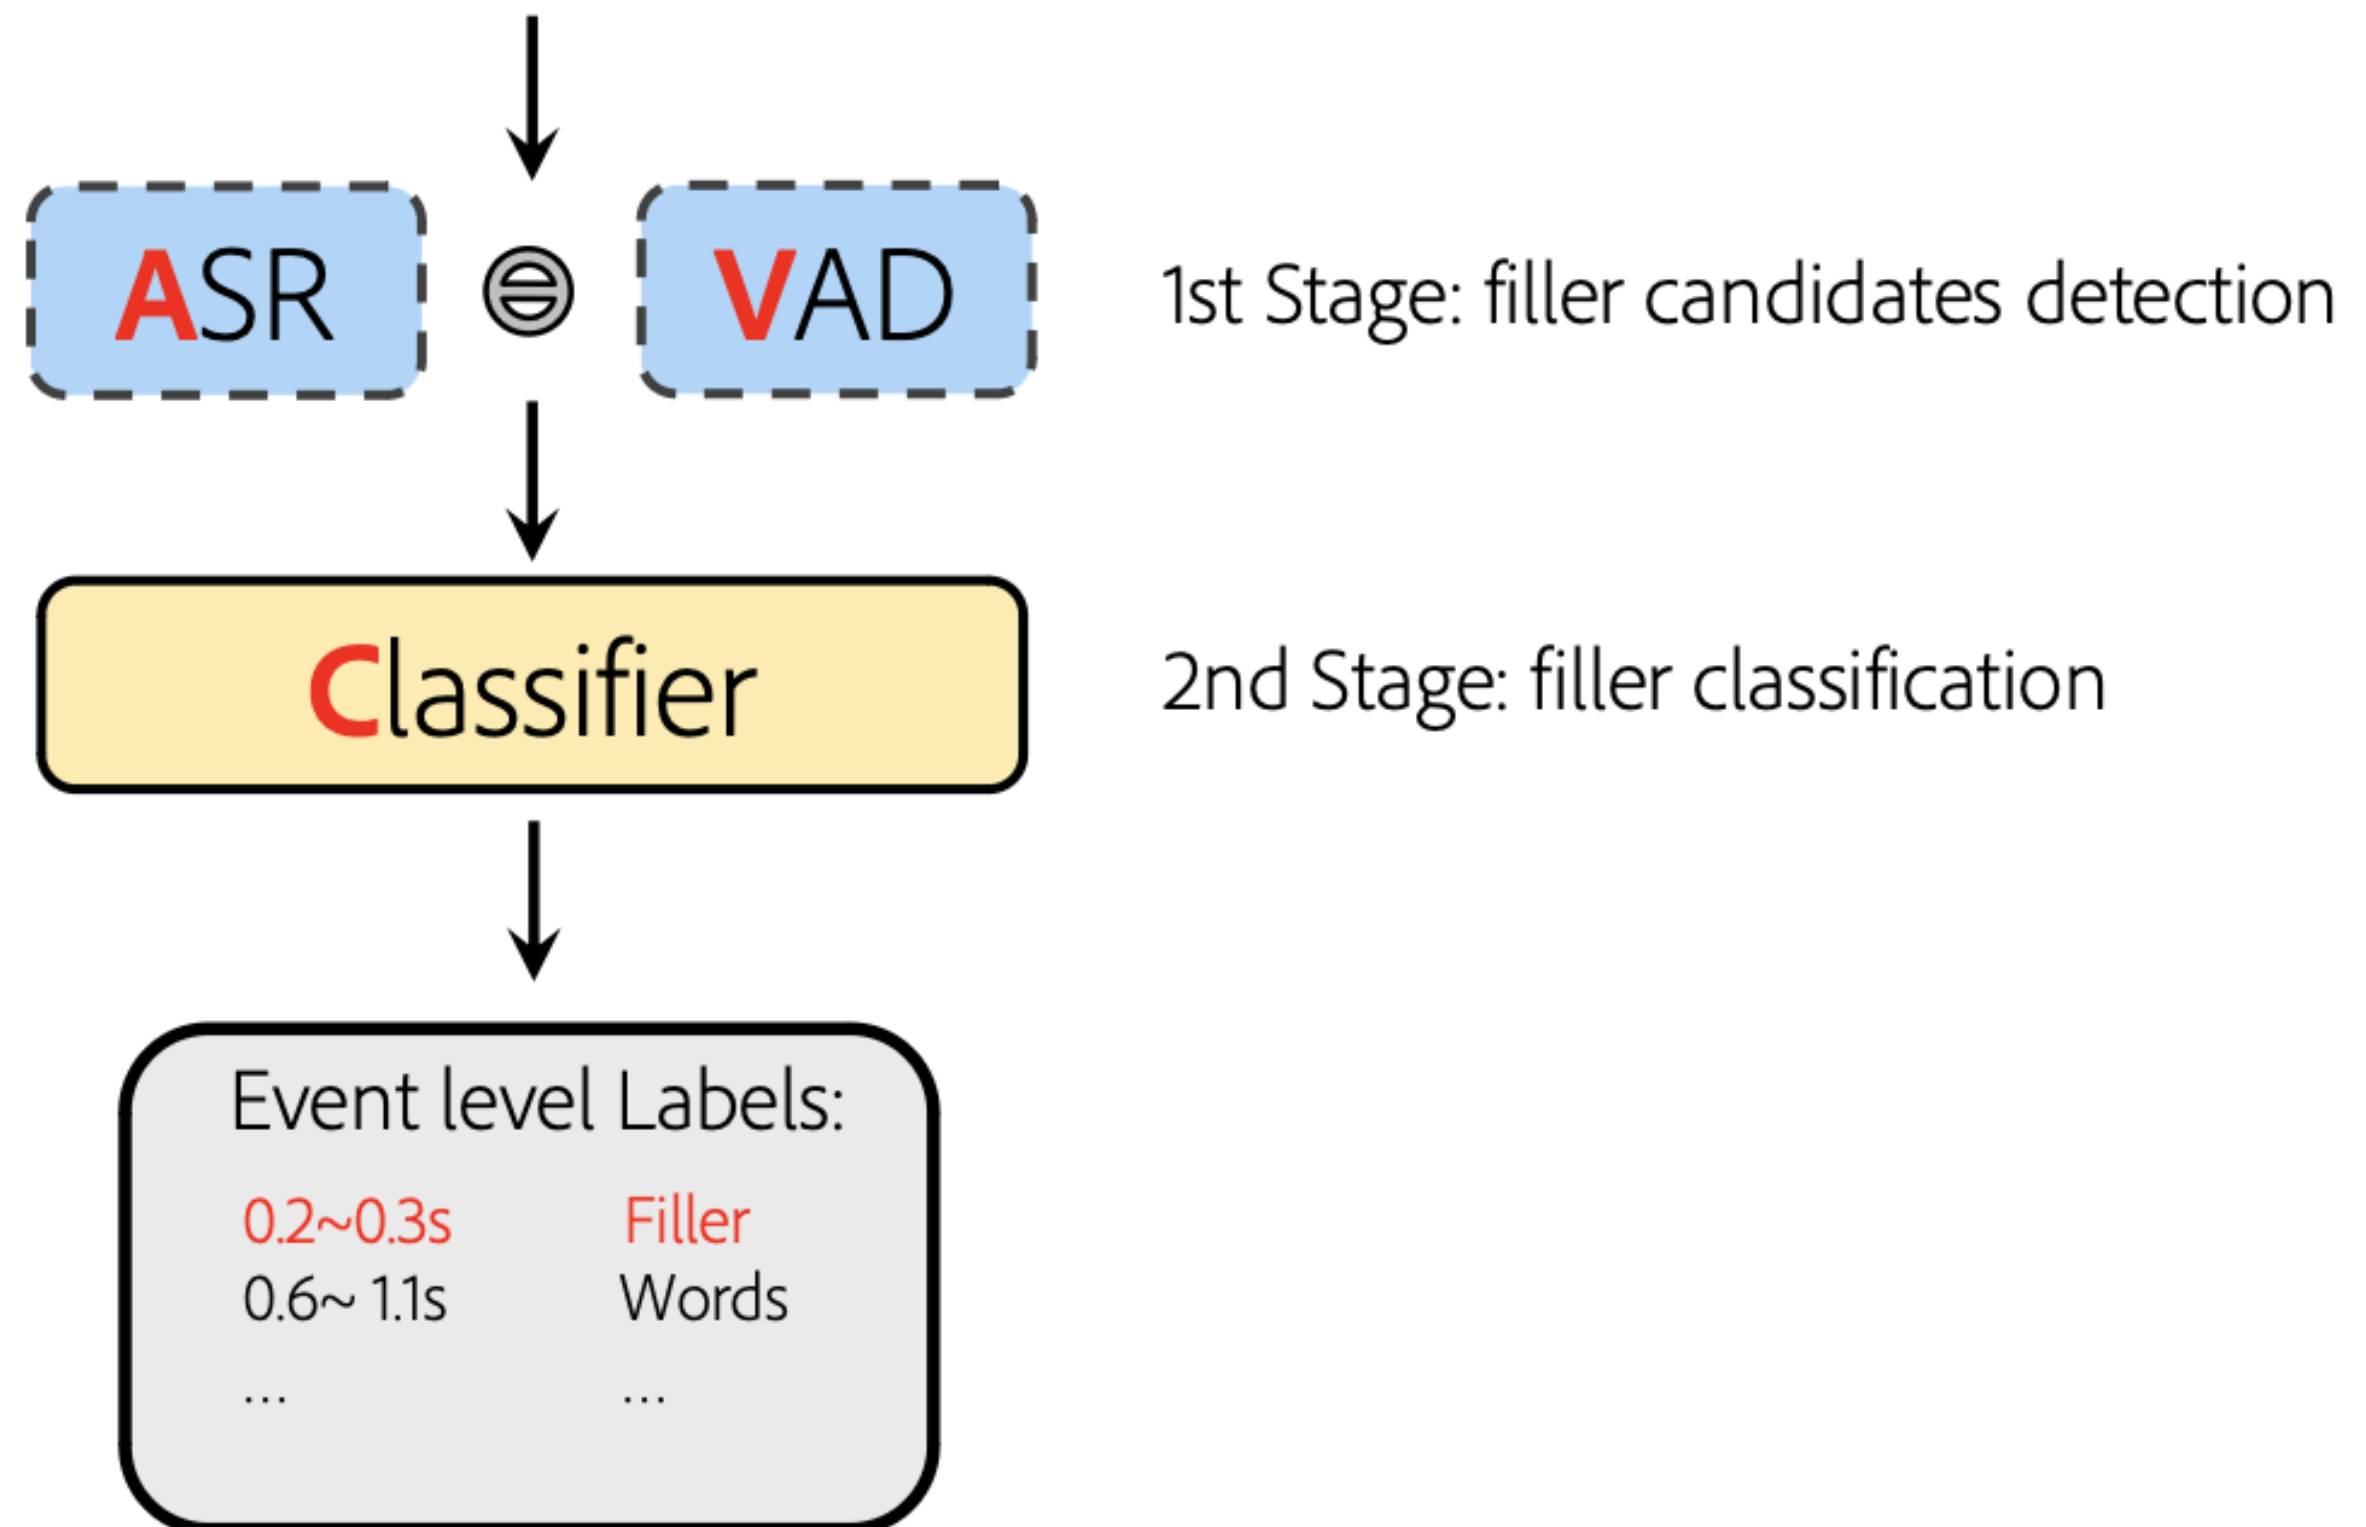 ASR VAD 1st Stage: filler candidates detection
Classifier 2nd Stage: filler classification
Event level Labels:
0.2~0.3s Filler
0.6~ 1.1s Words
... ...